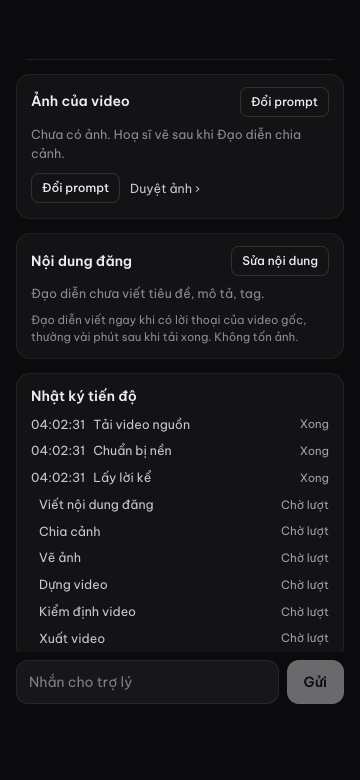 Ảnh của video
Đổi prompt
Chưa có ảnh. Hoạ sĩ vẽ sau khi Đạo diễn chia
cảnh.
Đổi prompt
Duyệt ảnh ›
Nội dung đăng
Sửa nội dung
Đạo diễn chưa viết tiêu đề, mô tả, tag.
Đạo diễn viết ngay khi có lời thoại của video gốc,
thường vài phút sau khi tải xong. Không tốn ảnh.
Nhật ký tiến độ
04:02:31 Tải video nguồn Xong
04:02:31 Chuẩn bị nền Xong
04:02:31 Lấy lời kể Xong
Viết nội dung đăng Chờ lượt
Chia cảnh Chờ lượt
Vẽ ảnh Chờ lượt
Dựng video Chờ lượt
Kiểm định video Chờ lượt
Xuất video Chờ lượt
Nhắn cho trợ lý
Gửi